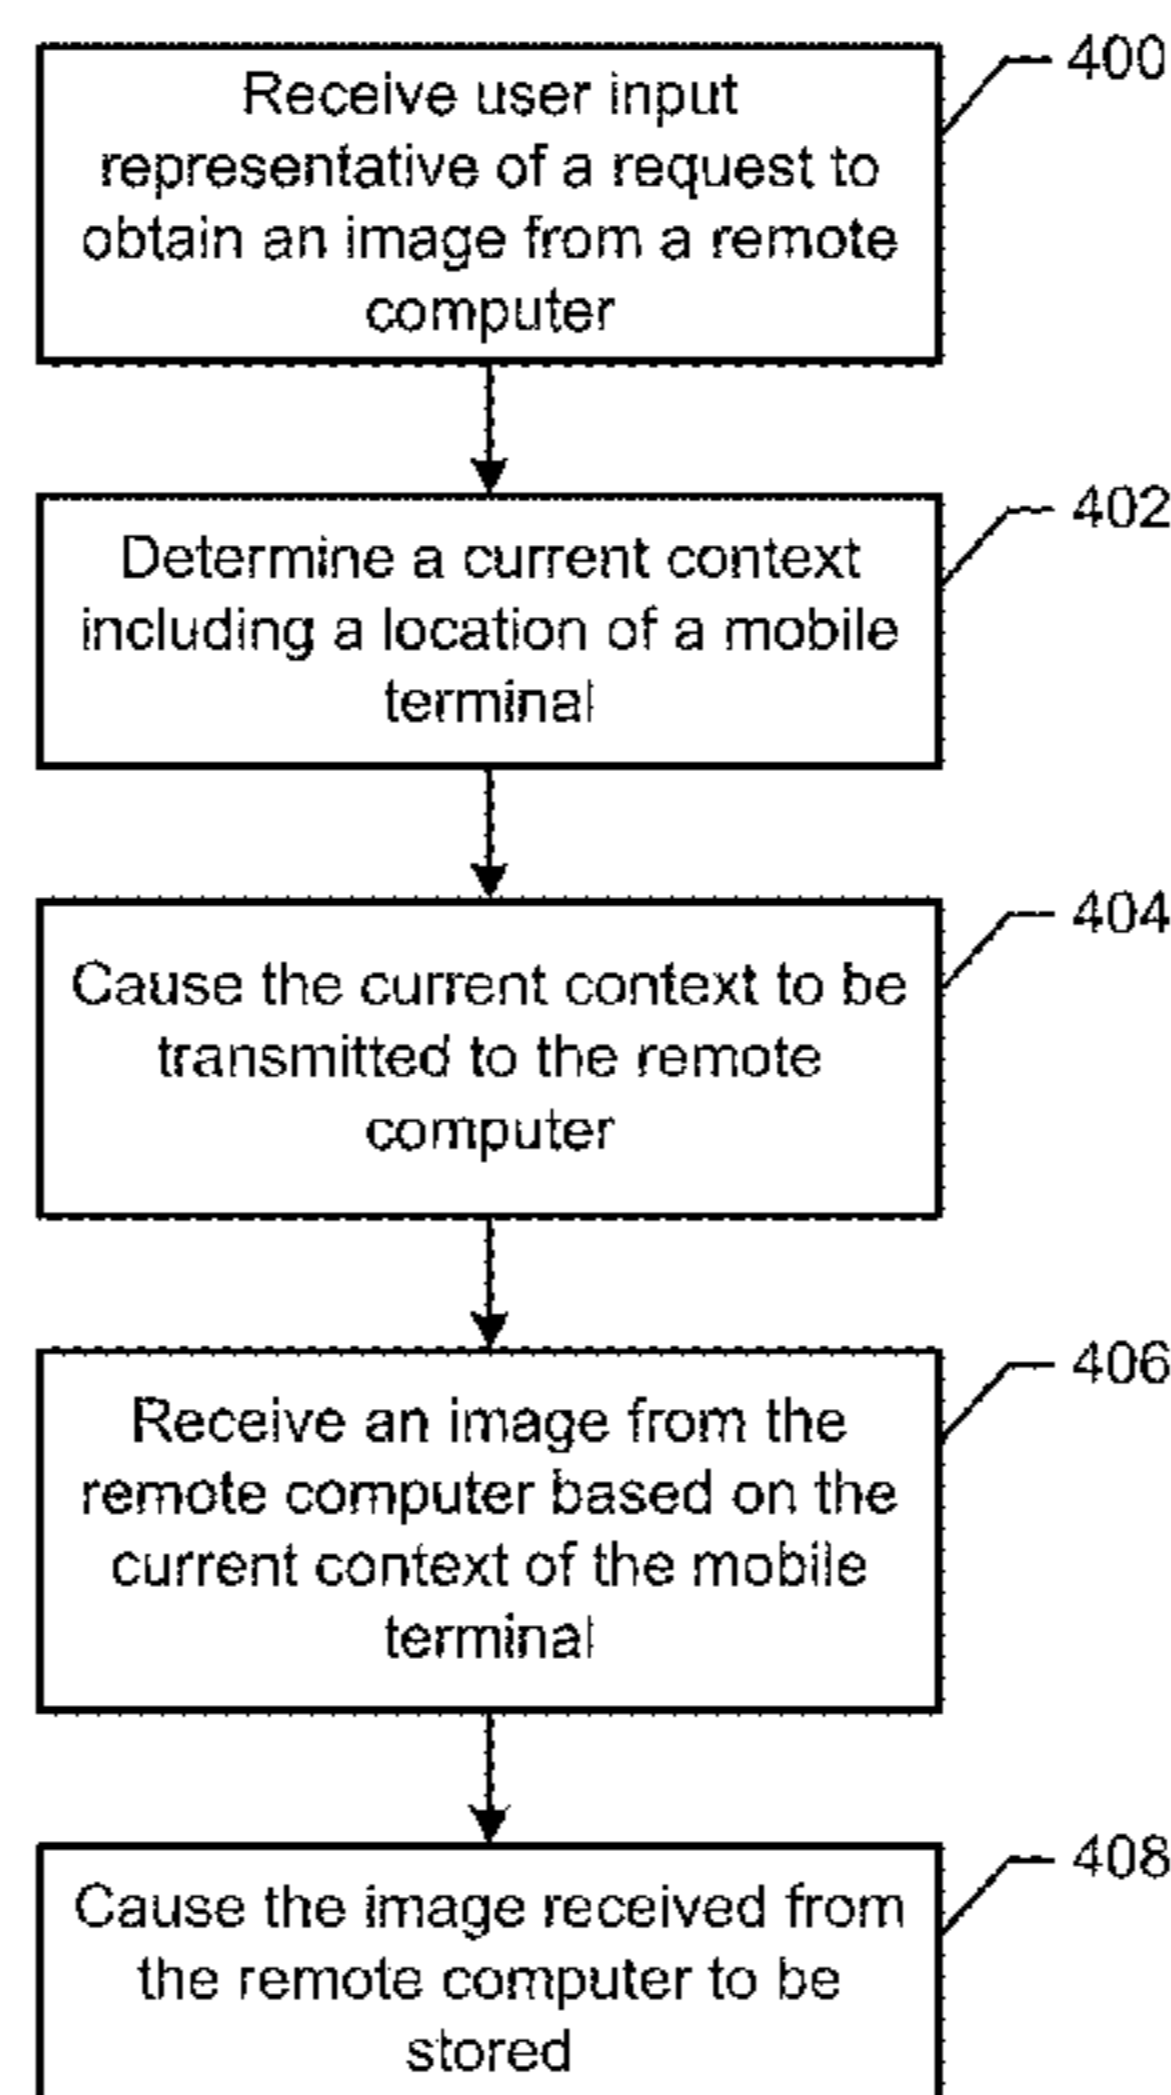 400
Receive user input
representative of a request to
obtain an image from a remote
computer
402
Determine a current context
including a location of a mobile
terminal
404
Cause the current context to be
transmitted to the remote
computer
406
Receive an image from the
remote computer based on the
current context of the mobile
terminal
408
Cause the image received from
the remote computer to be
stored